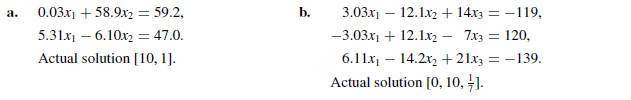 a. 0.03x₁ + 58.9x₂ = 59.2,
5.31x₁ − 6.10x₂ = 47.0.
Actual solution [10, 1].
b. 3.03x₁ − 12.1x₂ + 14x₃ = −119,
−3.03x₁ + 12.1x₂ − 7x₃ = 120,
6.11x₁ − 14.2x₂ + 21x₃ = −139.
Actual solution [0, 10, 1/7].